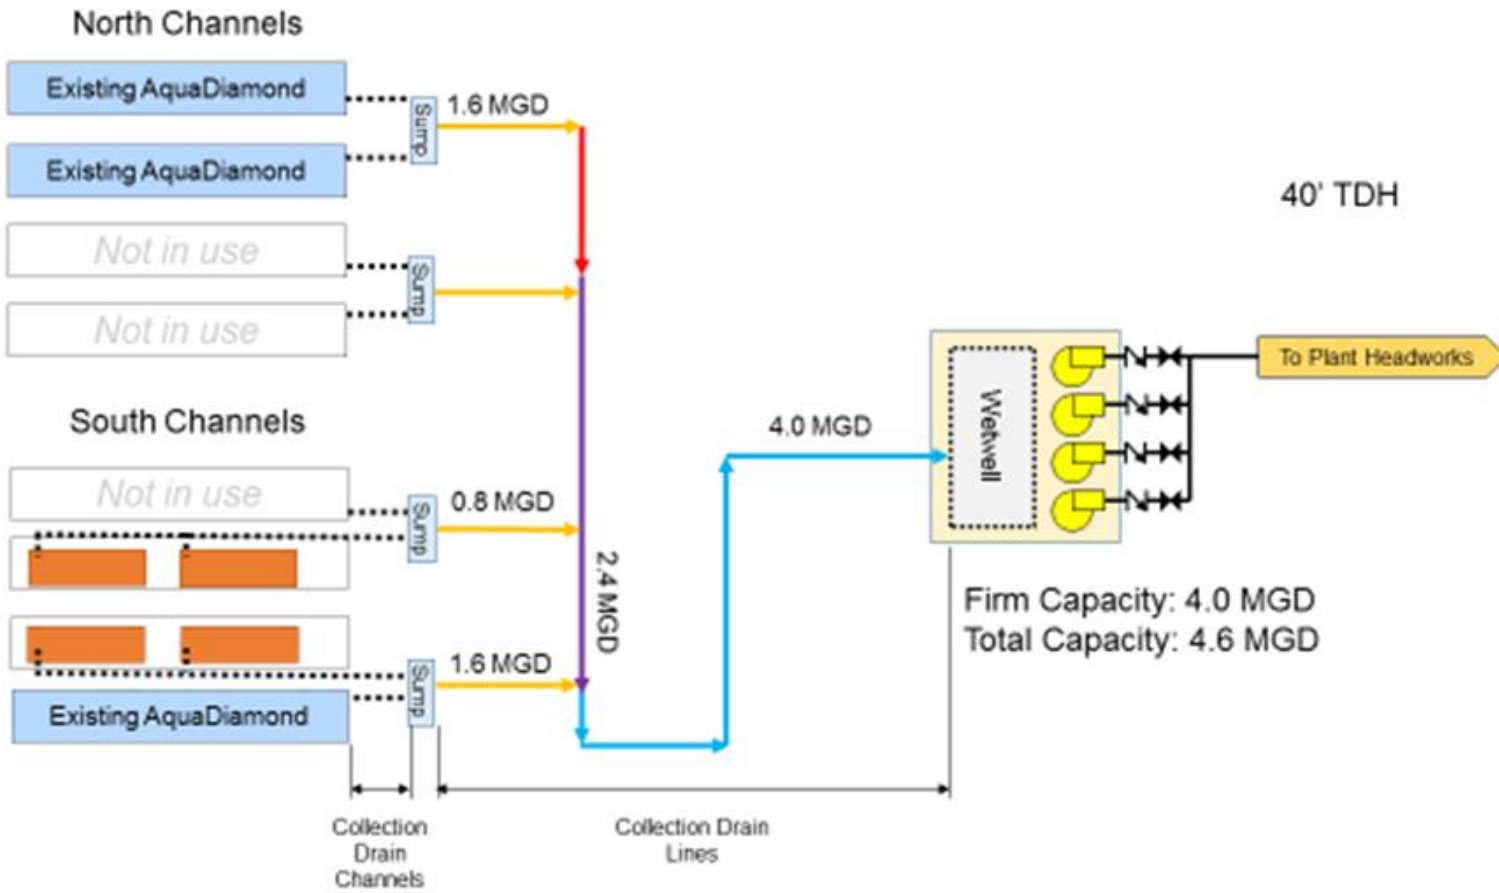 North Channels
Existing AquaDiamond
Sump
1.6 MGD
Existing AquaDiamond
40' TDH
Not in use
Sump
Not in use
To Plant Headworks
South Channels
4.0 MGD
Wetwell
Not in use
Sump
0.8 MGD
2.4 MGD
Firm Capacity: 4.0 MGD
Total Capacity: 4.6 MGD
Sump
1.6 MGD
Existing AquaDiamond
Collection
Drain
Channels
Collection Drain
Lines